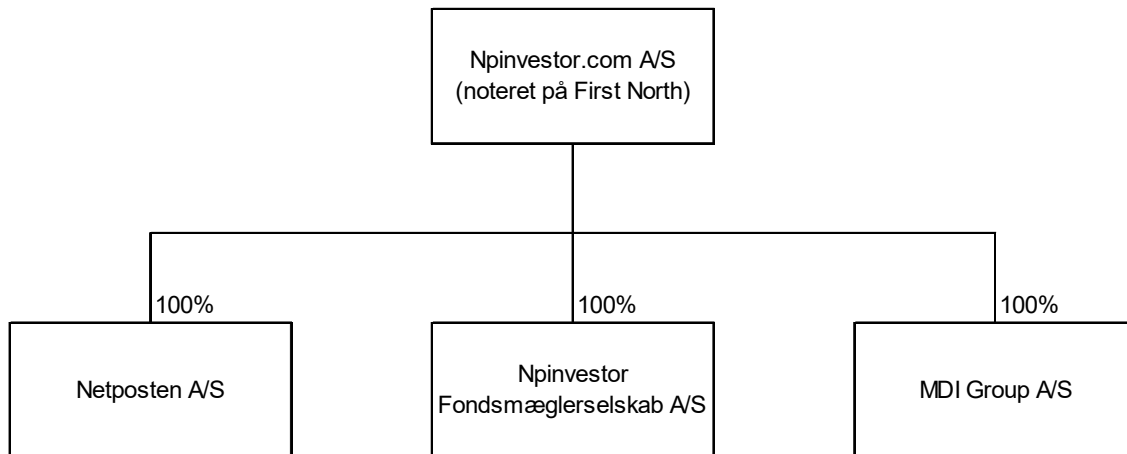 Npinvestor.com A/S
(noteret på First North)
100%
100%
100%
Netposten A/S
Npinvestor
Fondsmæglerselskab A/S
MDI Group A/S